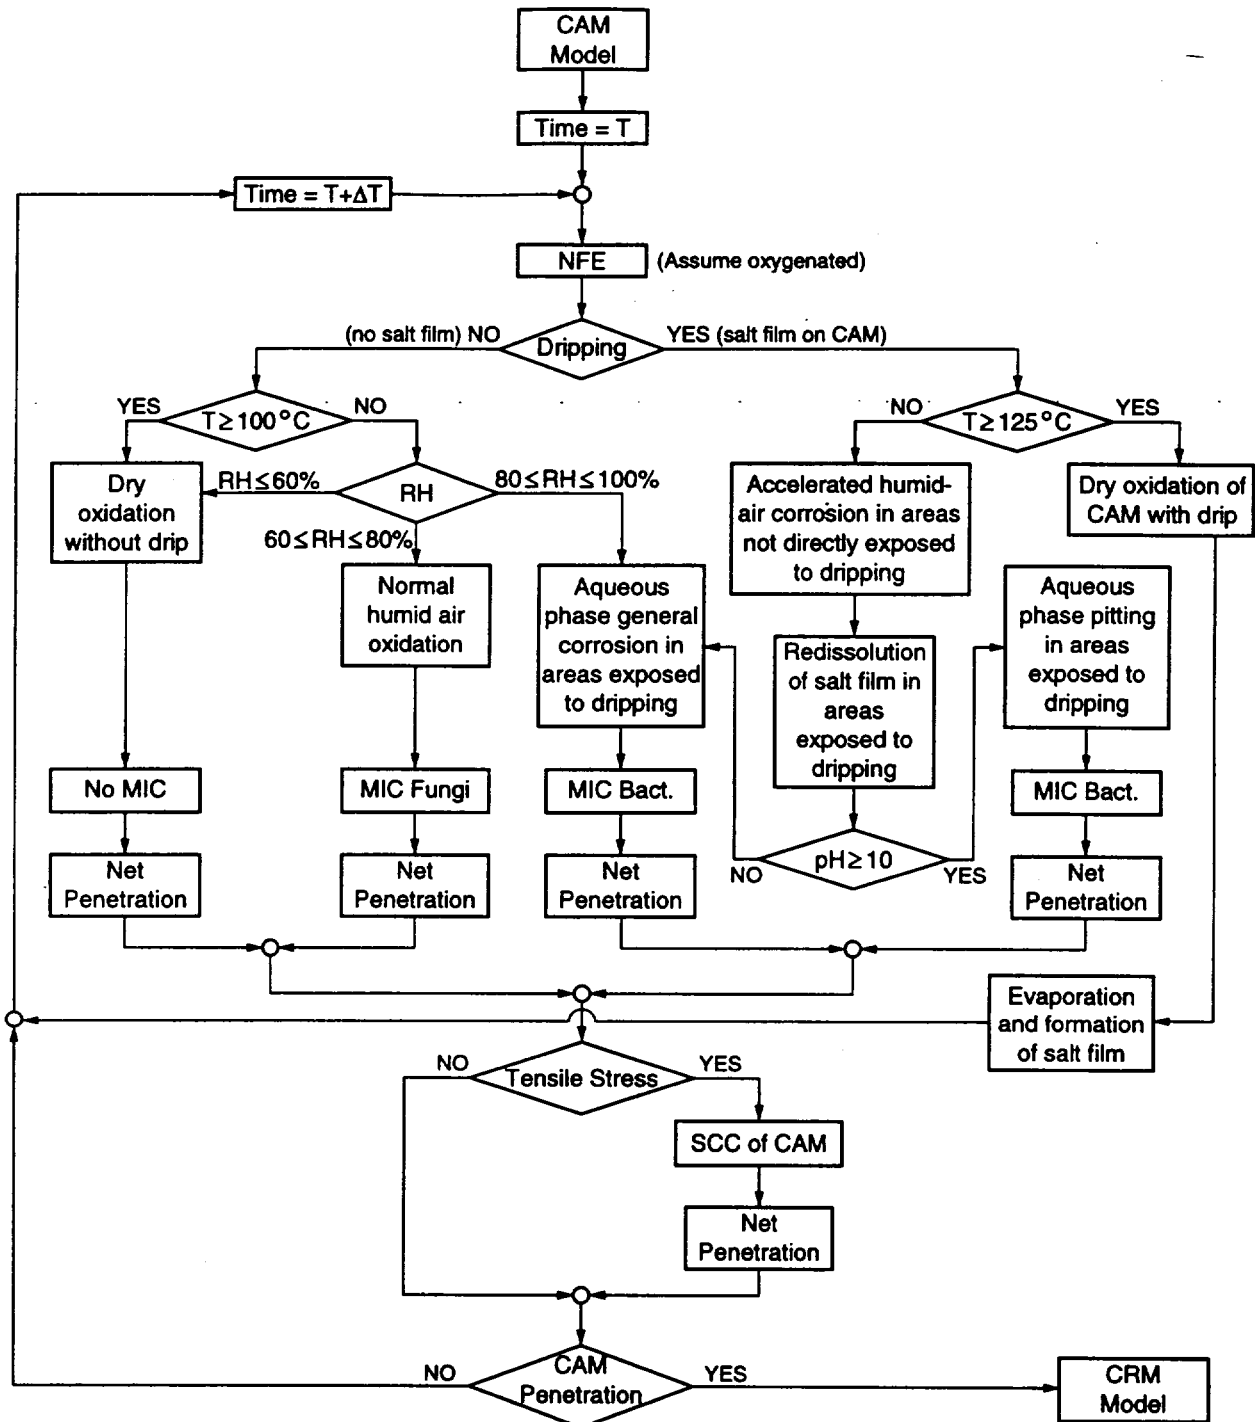 CAM
Model
Time = T
Time = T+ΔT
NFE
(Assume oxygenated)
(no salt film) NO
Dripping
YES (salt film on CAM)
YES
T≥100°C
NO
NO
T≥125°C
YES
Dry
oxidation
without drip
RH≤60%
RH
80≤RH≤100%
60≤RH≤80%
Accelerated humid-
air corrosion in areas
not directly exposed
to dripping
Dry oxidation of
CAM with drip
Normal
humid air
oxidation
Aqueous
phase general
corrosion in
areas exposed
to dripping
Redissolution
of salt film in
areas
exposed to
dripping
Aqueous
phase pitting
in areas
exposed to
dripping
No MIC
MIC Fungi
MIC Bact.
MIC Bact.
NO
pH≥10
YES
Net
Penetration
Net
Penetration
Net
Penetration
Net
Penetration
Evaporation
and formation
of salt film
NO
Tensile Stress
YES
SCC of CAM
Net
Penetration
NO
CAM
Penetration
YES
CRM
Model